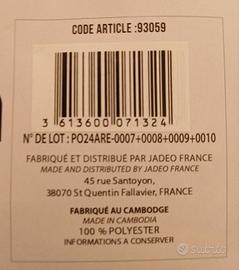 CODE ARTICLE :93059
3 613600 071324
N° DE LOT : PO24ARE-0007+0008+0009+0010
FABRIQUÉ ET DISTRIBUÉ PAR JADEO FRANCE
MADE AND DISTRIBUTED BY JADEO FRANCE
45 rue Santoyon,
38070 St Quentin Fallavier, FRANCE
FABRIQUÉ AU CAMBODGE
MADE IN CAMBODIA
100 % POLYESTER
INFORMATIONS A CONSERVER
Subito